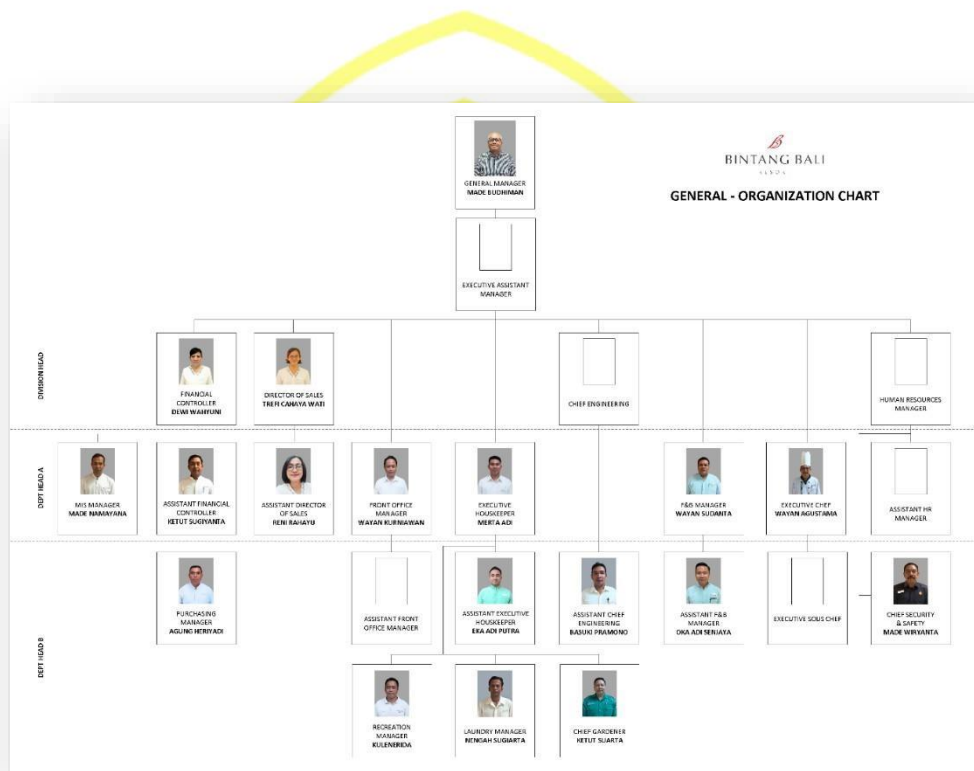 BINTANG BALI
GENERAL - ORGANIZATION CHART
GENERAL MANAGER
MADE BUDHIMAN
EXECUTIVE ASSISTANT
MANAGER
DIVISION HEAD
FINANCIAL
CONTROLLER
DEWI WAHYUNI
DIRECTOR OF SALES
TREFI CAHAYA WATI
CHIEF ENGINEERING
HUMAN RESOURCES
MANAGER
DEPT HEAD A
MIS MANAGER
MADE NAMAYANA
ASSISTANT FINANCIAL
CONTROLLER
KETUT SUGIYANTA
ASSISTANT DIRECTOR
OF SALES
RENI RAHAYU
FRONT OFFICE
MANAGER
WAYAN KURNIAWAN
EXECUTIVE
HOUSKEEPER
MERTA ADI
F&B MANAGER
WAYAN SUDANTA
EXECUTIVE CHEF
WAYAN AGUSTAMA
ASSISTANT HR
MANAGER
DEPT HEAD B
PURCHASING
MANAGER
AGUNG HERIYADI
ASSISTANT FRONT
OFFICE MANAGER
ASSISTANT EXECUTIVE
HOUSKEEPER
EKA ADI PUTRA
ASSISTANT CHIEF
ENGINEERING
BASUKI PRAMONO
ASSISTANT F&B
MANAGER
OKA ADI SENJAYA
EXECUTIVE SOUS CHEF
CHIEF SECURITY
& SAFETY
MADE WIRYANTA
RECREATION
MANAGER
KULENERIDA
LAUNDRY MANAGER
NENGAH SUGIARTA
CHIEF GARDENER
KETUT SUARTA